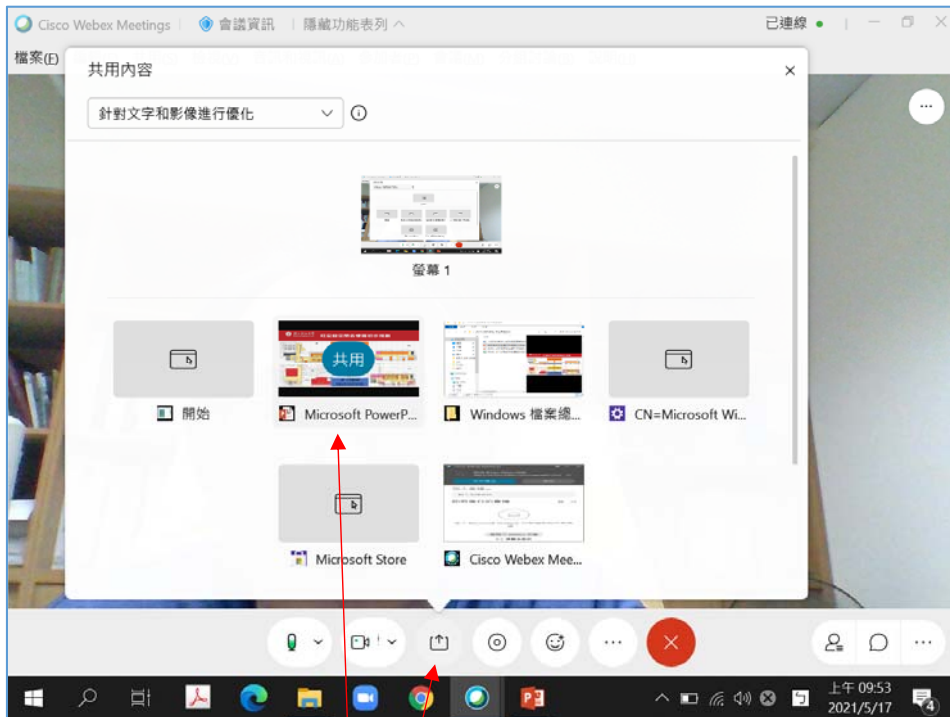 Cisco Webex Meetings
會議資訊
隱藏功能表列
已連線
檔案(F)
共用內容
針對文字和影像進行優化
螢幕 1
共用
開始
Microsoft PowerP...
Windows 檔案總...
CN=Microsoft Wi...
Microsoft Store
Cisco Webex Mee...
上午 09:53
2021/5/17
4